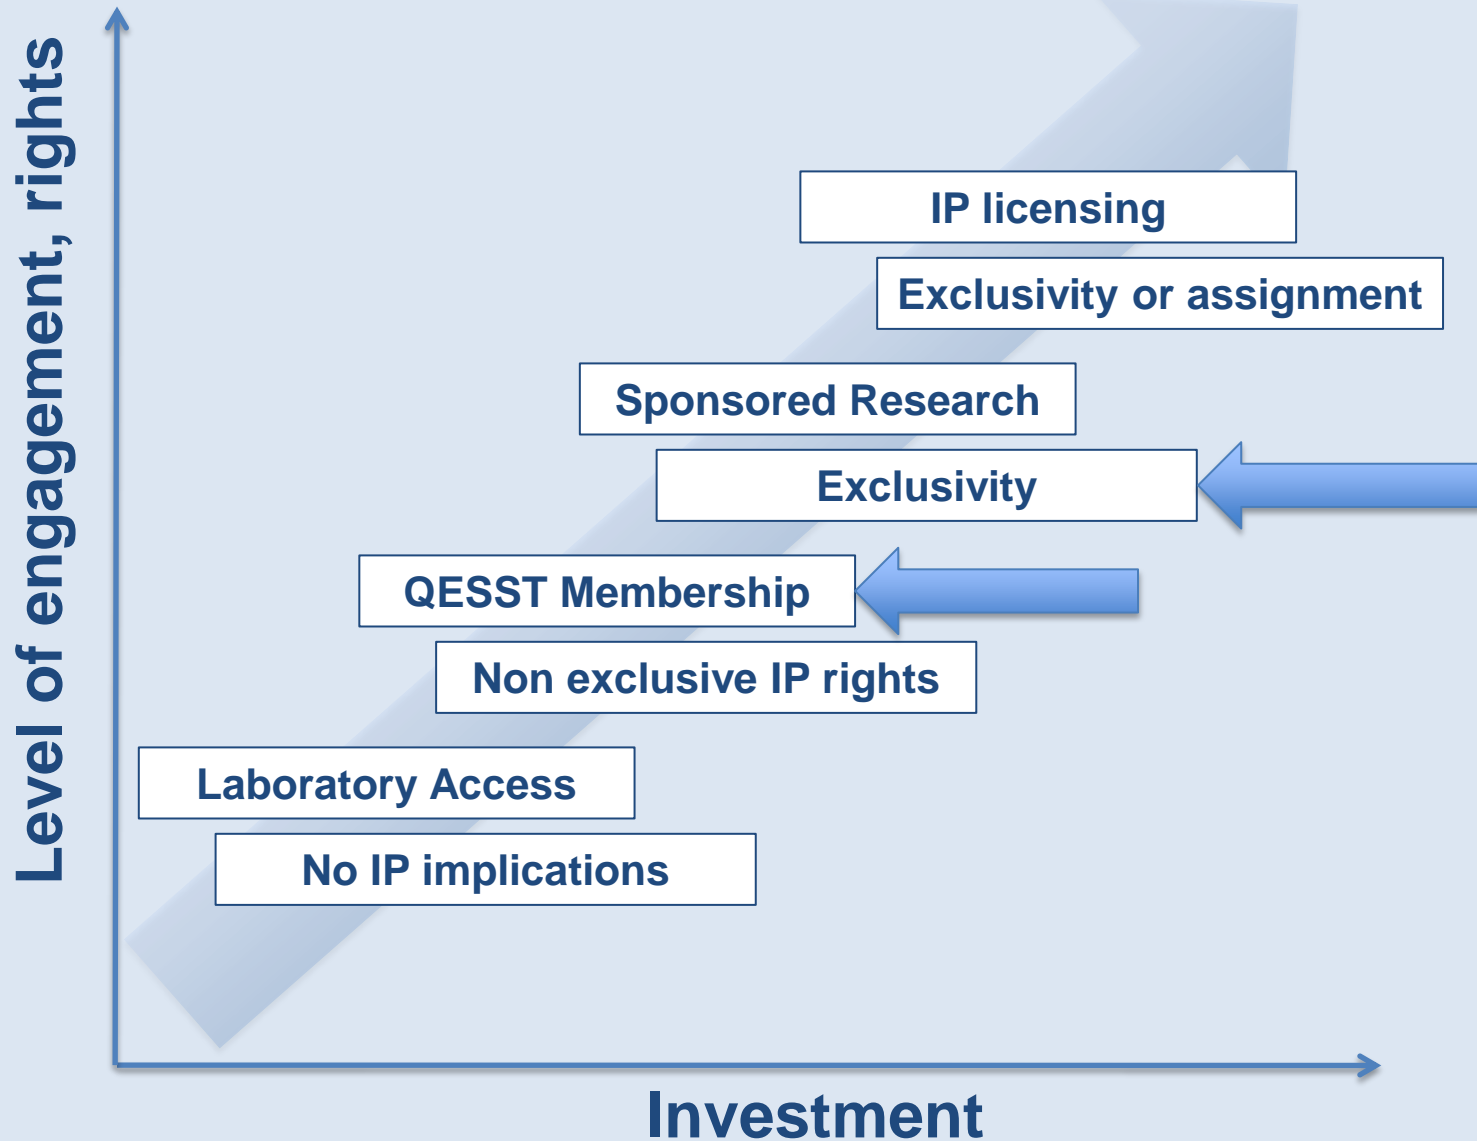 Level of engagement, rights
IP licensing
Exclusivity or assignment
Sponsored Research
Exclusivity
QESST Membership
Non exclusive IP rights
Laboratory Access
No IP implications
Investment